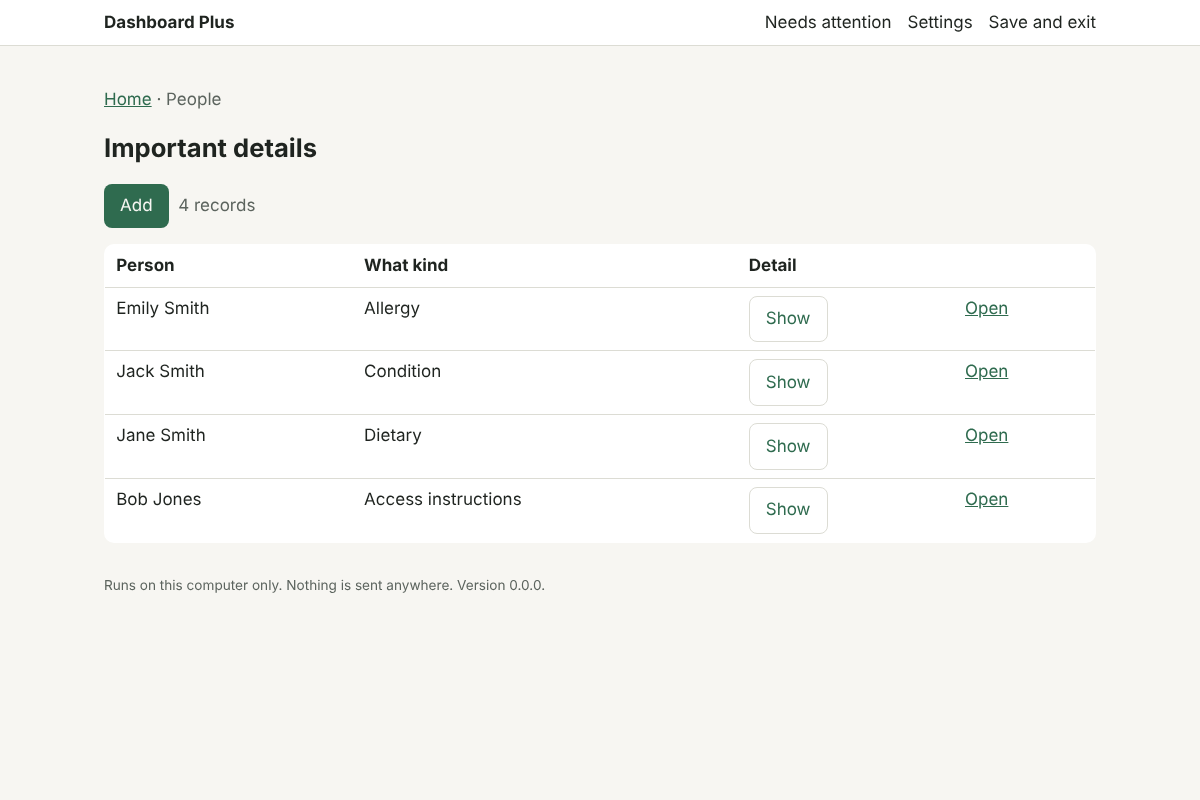 Dashboard Plus Needs attention Settings Save and exit
Home · People
Important details
Add 4 records
Person What kind Detail
Emily Smith Allergy Show Open
Jack Smith Condition Show Open
Jane Smith Dietary Show Open
Bob Jones Access instructions Show Open
Runs on this computer only. Nothing is sent anywhere. Version 0.0.0.